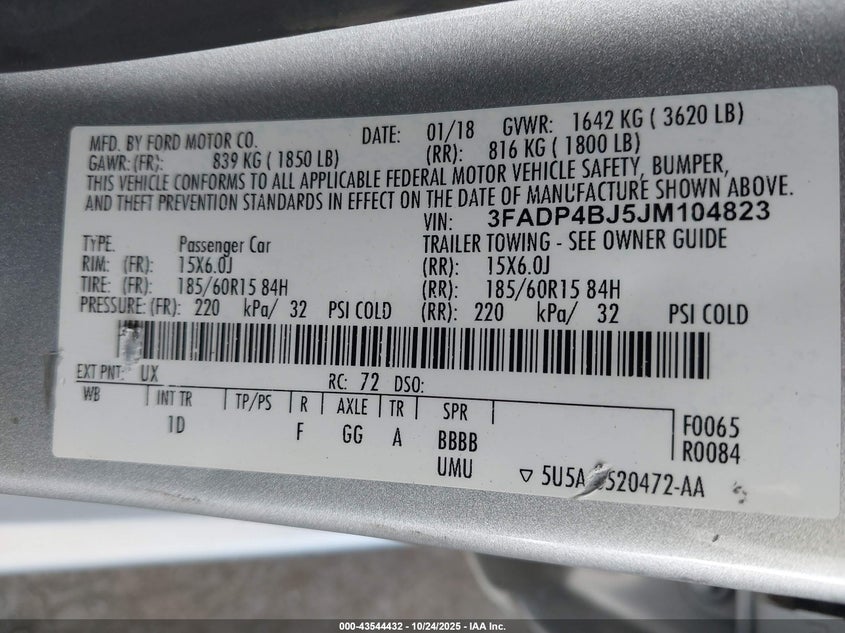 MFD. BY FORD MOTOR CO. DATE: 01/18 GVWR: 1642 KG ( 3620 LB)
GAWR: (FR): 839 KG ( 1850 LB) (RR): 816 KG ( 1800 LB)
THIS VEHICLE CONFORMS TO ALL APPLICABLE FEDERAL MOTOR VEHICLE SAFETY, BUMPER,
AND THEFT PREVENTION STANDARDS IN EFFECT ON THE DATE OF MANUFACTURE SHOWN ABOVE.
VIN: 3FADP4BJ5JM104823
TYPE: Passenger Car TRAILER TOWING - SEE OWNER GUIDE
RIM: (FR): 15X6.0J (RR): 15X6.0J
TIRE: (FR): 185/60R15 84H (RR): 185/60R15 84H
PRESSURE: (FR): 220 kPa/ 32 PSI COLD (RR): 220 kPa/ 32 PSI COLD
EXT PNT: UX RC: 72 DSO:
WB INT TR TP/PS R AXLE TR SPR
1D F GG A BBBB F0065
UMU R0084
▽ 5U5A S20472-AA
000-43544432 - 10/24/2025 - IAA Inc.